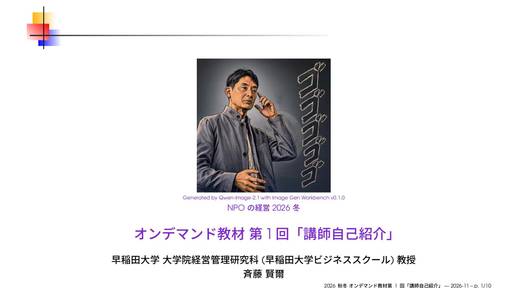 ゴゴゴゴゴ
Generated by Qwen-Image-2.1 with Image Gen Workbench v0.1.0
NPO の経営 2026 冬
オンデマンド教材 第 1 回「講師自己紹介」
早稲田大学 大学院経営管理研究科 (早稲田大学ビジネススクール) 教授
斉藤 賢爾
2026 秋冬 オンデマンド教材第 1 回「講師自己紹介」 — 2026-11 – p. 1/10